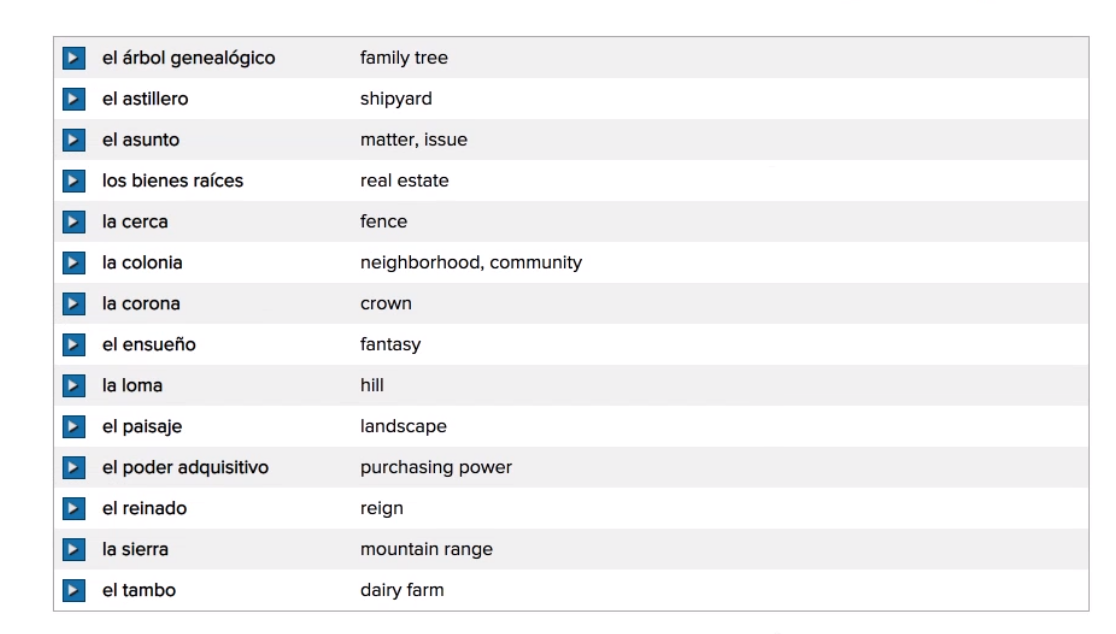 el árbol genealógico family tree
el astillero shipyard
el asunto matter, issue
los bienes raíces real estate
la cerca fence
la colonia neighborhood, community
la corona crown
el ensueño fantasy
la loma hill
el paisaje landscape
el poder adquisitivo purchasing power
el reinado reign
la sierra mountain range
el tambo dairy farm